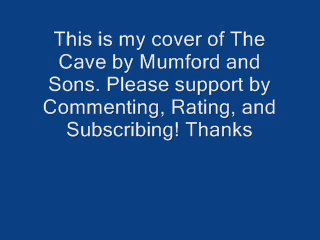 This is my cover of The
Cave by Mumford and
Sons. Please support by
Commenting, Rating, and
Subscribing! Thanks